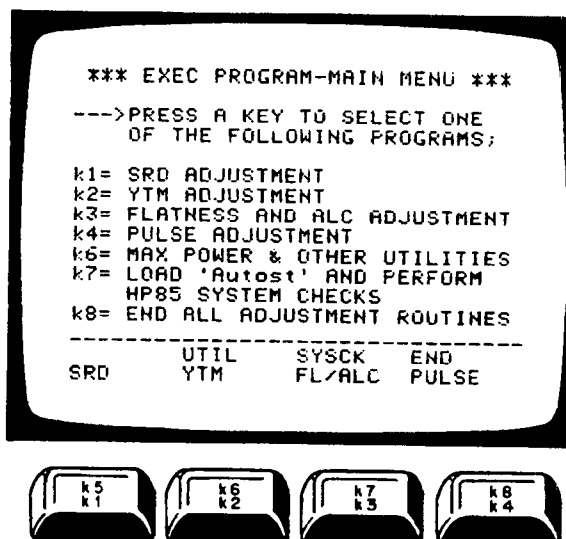 *** EXEC PROGRAM-MAIN MENU ***
--->PRESS A KEY TO SELECT ONE
OF THE FOLLOWING PROGRAMS;
k1= SRD ADJUSTMENT
k2= YTM ADJUSTMENT
k3= FLATNESS AND ALC ADJUSTMENT
k4= PULSE ADJUSTMENT
k6= MAX POWER & OTHER UTILITIES
k7= LOAD 'Autost' AND PERFORM
HP85 SYSTEM CHECKS
k8= END ALL ADJUSTMENT ROUTINES
--------------------------------
UTIL SYSCK END
SRD YTM FL/ALC PULSE
k5 k6 k7 k8
k1 k2 k3 k4